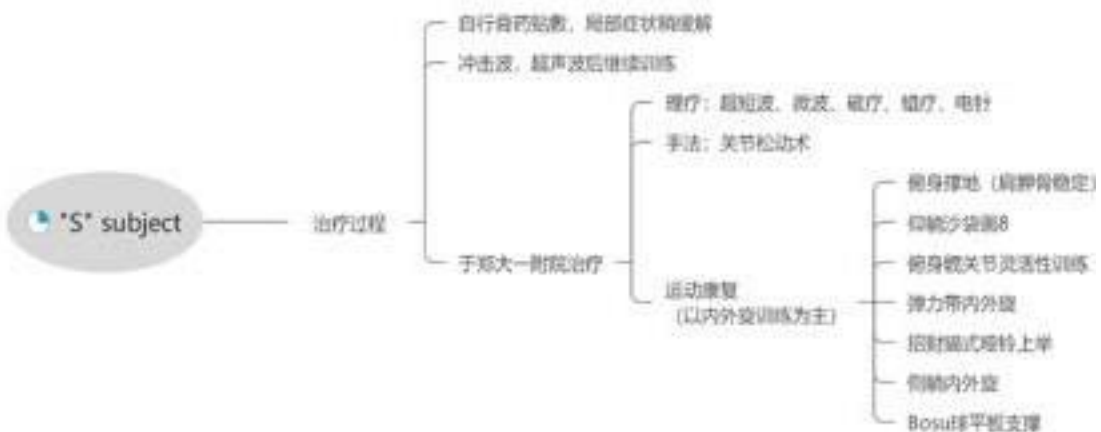 "S" subject
治疗过程
自行膏药贴敷，局部症状稍缓解
冲击波、超声波后继续训练
于郑大一附院治疗
理疗：超短波、微波、磁疗、蜡疗、电针
手法：关节松动术
运动康复
（以内外旋训练为主）
俯身撑地（肩胛骨稳定）
仰躺沙袋画8
俯身髋关节灵活性训练
弹力带内外旋
招财猫式哑铃上举
侧躺内外旋
Bosu球平板支撑